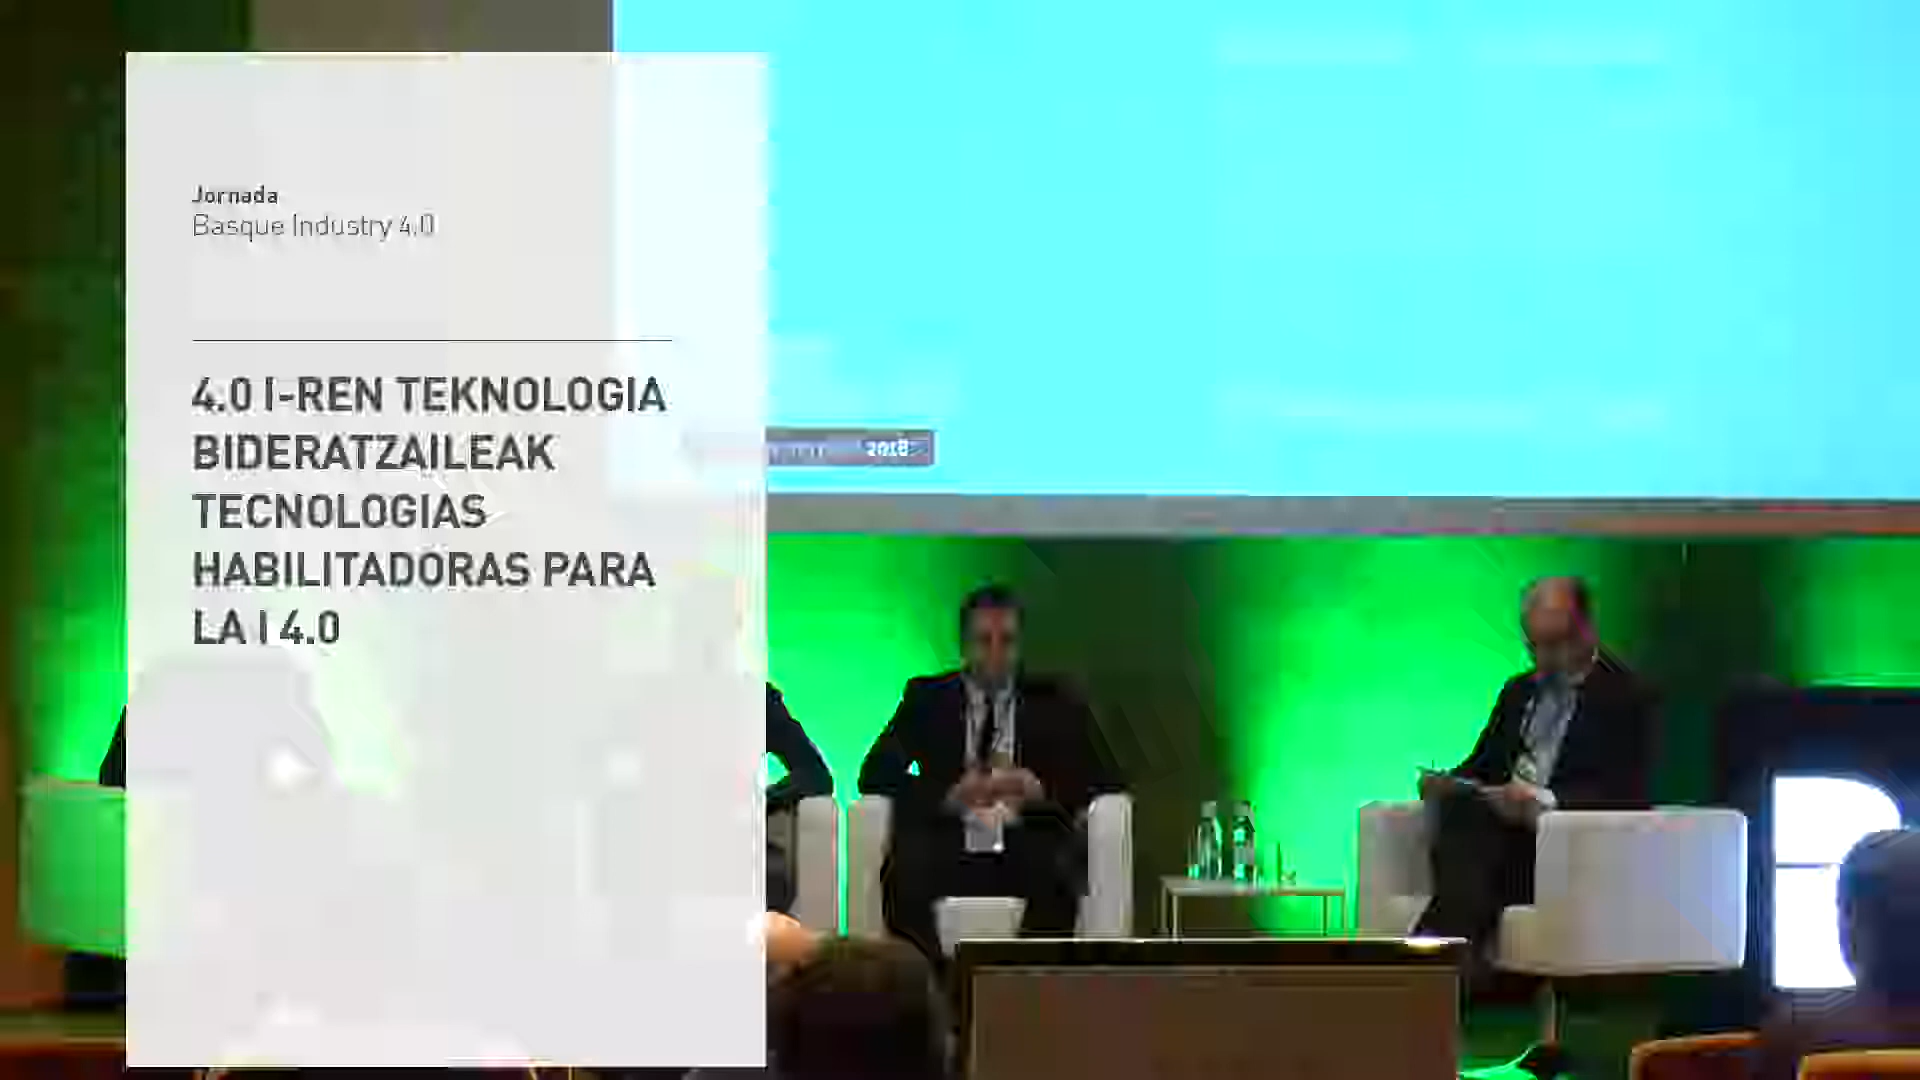 Jornada
Basque Industry 4.0
4.0 I-REN TEKNOLOGIA
BIDERATZAILEAK
TECNOLOGIAS
HABILITADORAS PARA
LA I 4.0
2018
B